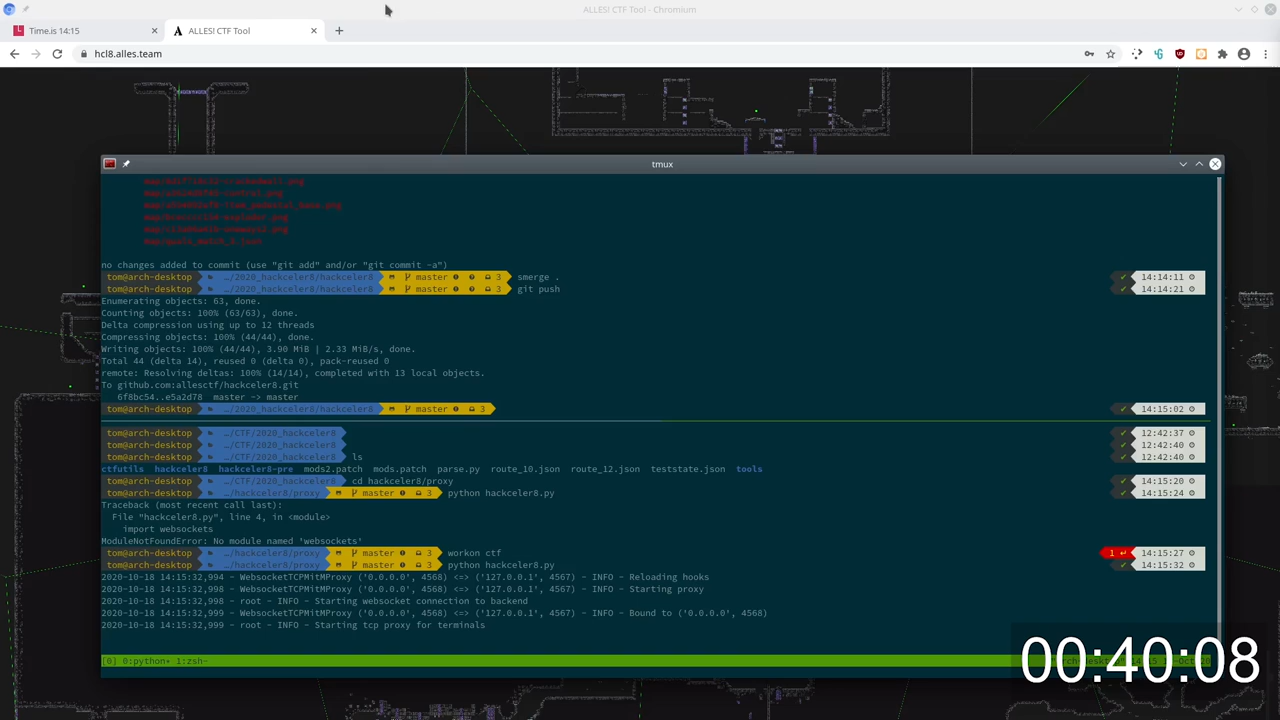 ALLES! CTF Tool - Chromium
Time.is 14:15
ALLES! CTF Tool
hcl8.alles.team
tmux
no changes added to commit (use "git add" and/or "git commit -a")
tom@arch-desktop …/2020_hackceler8/hackceler8 master 3 smerge . 14:14:11
tom@arch-desktop …/2020_hackceler8/hackceler8 master 3 git push 14:14:21
Enumerating objects: 63, done.
Counting objects: 100% (63/63), done.
Delta compression using up to 12 threads
Compressing objects: 100% (44/44), done.
Writing objects: 100% (44/44), 3.90 MiB | 2.33 MiB/s, done.
Total 44 (delta 14), reused 0 (delta 0), pack-reused 0
remote: Resolving deltas: 100% (14/14), completed with 13 local objects.
To github.com:allesctf/hackceler8.git
6f8bc54..e5a2d78 master -> master
tom@arch-desktop …/2020_hackceler8/hackceler8 master 3 14:15:02
tom@arch-desktop …/CTF/2020_hackceler8 12:42:37
tom@arch-desktop …/CTF/2020_hackceler8 12:42:40
tom@arch-desktop …/CTF/2020_hackceler8 ls 12:42:40
ctfutils hackceler8 hackceler8-pre mods2.patch mods.patch parse.py route_10.json route_12.json teststate.json tools
tom@arch-desktop …/CTF/2020_hackceler8 cd hackceler8/proxy 14:15:20
tom@arch-desktop …/hackceler8/proxy master 3 python hackceler8.py 14:15:24
Traceback (most recent call last):
File "hackceler8.py", line 4, in <module>
import websockets
ModuleNotFoundError: No module named 'websockets'
tom@arch-desktop …/hackceler8/proxy master 3 workon ctf 1 14:15:27
tom@arch-desktop …/hackceler8/proxy master 3 python hackceler8.py 14:15:32
2020-10-18 14:15:32,994 - WebsocketTCPMitMProxy ('0.0.0.0', 4568) <=> ('127.0.0.1', 4567) - INFO - Reloading hooks
2020-10-18 14:15:32,998 - WebsocketTCPMitMProxy ('0.0.0.0', 4568) <=> ('127.0.0.1', 4567) - INFO - Starting proxy
2020-10-18 14:15:32,998 - root - INFO - Starting websocket connection to backend
2020-10-18 14:15:32,999 - WebsocketTCPMitMProxy ('0.0.0.0', 4568) <=> ('127.0.0.1', 4567) - INFO - Bound to ('0.0.0.0', 4568)
2020-10-18 14:15:32,999 - root - INFO - Starting tcp proxy for terminals
[0] 0:python* 1:zsh-
00:40:08